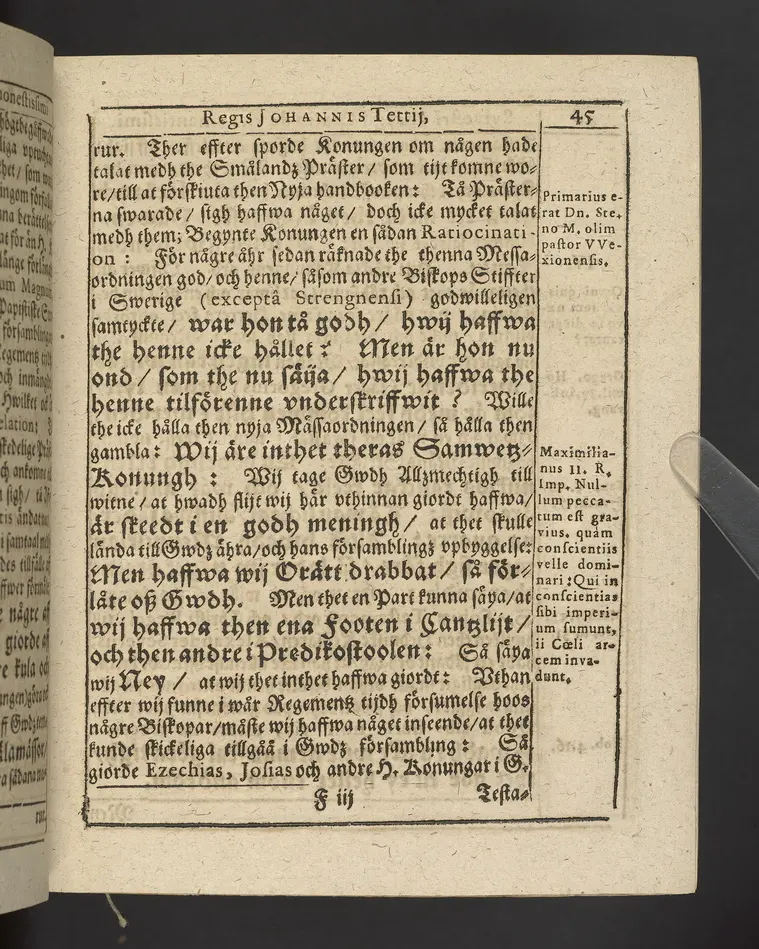 Regis JOHANNIS Tettij,
45
rur. Ther effter sporde Konungen om någen hade
talat medh the Smålandz Präster / som tijt komne wo-
re/till at förskiuta then Nyja handbooken: Tå Präster-
na swarade / sigh haffwa något / doch icke mycket talat
medh them; Begynte Konungen en sådan Ratiocinati-
on: För någre åhr sedan räknade the thenna Messa-
ordningen god/ och henne/ såsom andre Biskops Stiffter
i Swerige (exceptâ Strengnensi) godwilleligen
samtyckte/ war hon tå godh / hwij haffwa
the henne icke hållet? Men är hon nu
ond / som the nu säija/ hwij haffwa the
henne tilförenne vnderskriffwit ? Wille
the icke hålla then nyja Mässaordningen/ så hålla then
gambla: Wij äre inthet theras Samwetz-
Konungh : Wij tage Gwdh Allzmechtigh till
witne/ at hwadh flijt wij här vthinnan giordt haffwa/
är skeedt i en godh meningh/ at thet skulle
lända till Gwdz ähra/och hans församblingz vpbyggelse:
Men haffwa wij Orätt drabbat/ så för-
låte oß Gwdh. Men thet en Part kunna säya/at
wij haffwa then ena Footen i Cantzlijt/
och then andre i Predikostoolen: Så säya
wij Ney / at wij thet inthet haffwa giordt: Vthan
effter wij funne i wår Regementz tijdh försumelse hoos
någre Biskopar/måste wij haffwa något inseende/at thet
kunde skickeliga tillgåå i Gwdz försambling: Så
giorde Ezechias, Josias och andre H. Konungar i G.
F iij
Testa-
Primarius e-
rat Dn. Ste.
no M. olim
pastor VVe-
xionensis.
Maximilia-
nus II. R.
Imp. Nul-
lum pecca-
tum est gra-
vius. quàm
conscientiis
velle domi-
nari: Qui in
conscientias
sibi imperi-
um sumunt,
ii Cœli ar-
cem inva-
dunt.